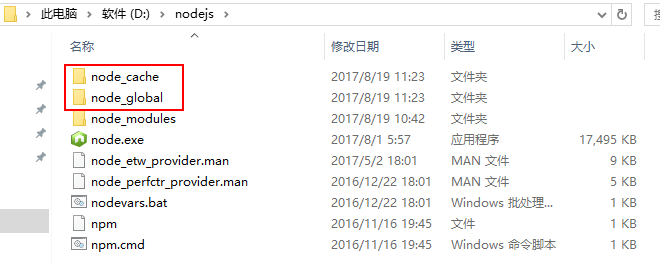 此电脑 > 软件 (D:) > nodejs
名称 修改日期 类型 大小
node_cache 2017/8/19 11:23 文件夹
node_global 2017/8/19 11:23 文件夹
node_modules 2017/8/19 10:42 文件夹
node.exe 2017/8/1 5:57 应用程序 17,495 KB
node_etw_provider.man 2017/5/2 18:01 MAN 文件 9 KB
node_perfctr_provider.man 2016/12/22 18:01 MAN 文件 5 KB
nodevars.bat 2016/12/22 18:01 Windows 批处理... 1 KB
npm 2016/11/16 19:45 文件 1 KB
npm.cmd 2016/11/16 19:45 Windows 命令脚本 1 KB